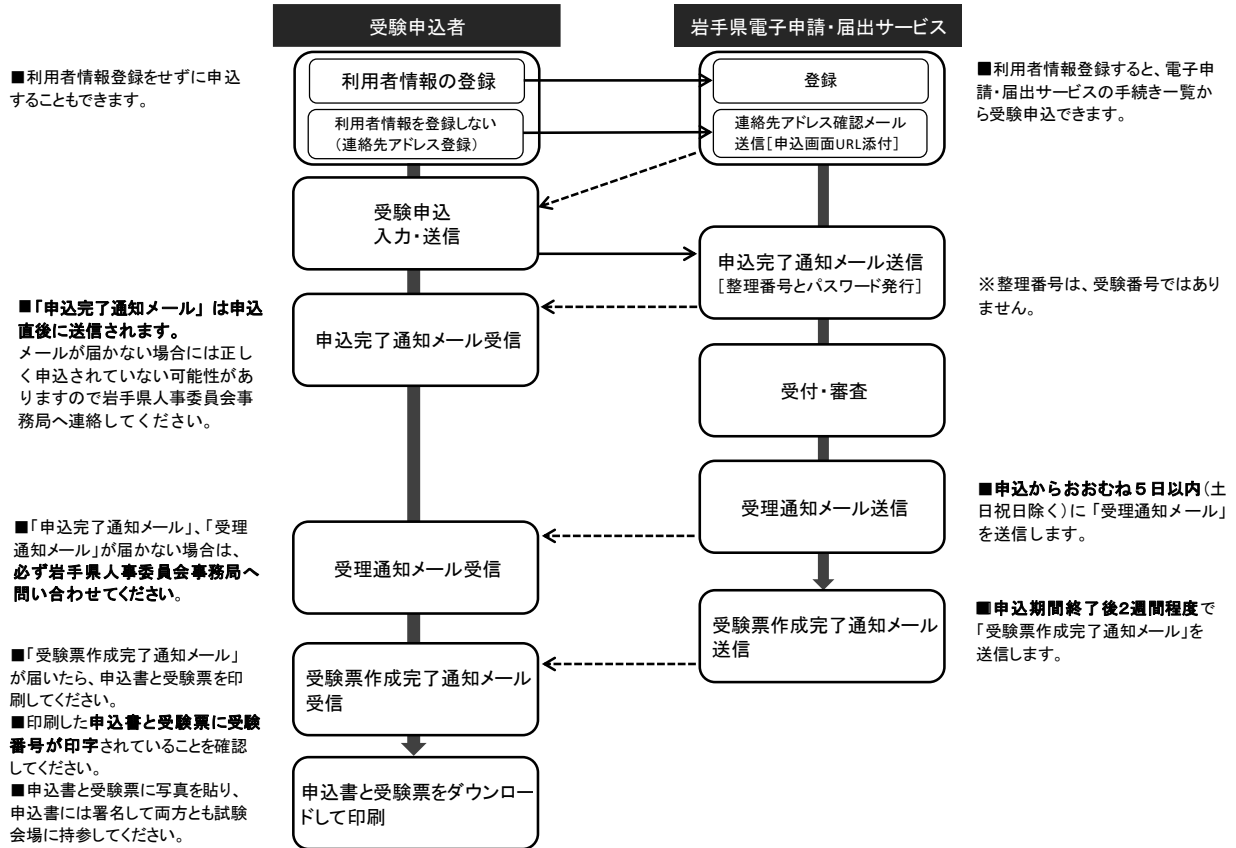 受験申込者
岩手県電子申請・届出サービス
■利用者情報登録をせずに申込
することもできます。
利用者情報の登録
登録
■利用者情報登録すると、電子申
請・届出サービスの手続き一覧か
ら受験申込できます。
利用者情報を登録しない
（連絡先アドレス登録）
連絡先アドレス確認メール
送信［申込画面URL添付］
受験申込
入力・送信
申込完了通知メール送信
［整理番号とパスワード発行］
※整理番号は、受験番号ではあり
ません。
■「申込完了通知メール」は申込
直後に送信されます。
メールが届かない場合には正し
く申込されていない可能性があ
りますので岩手県人事委員会事
務局へ連絡してください。
申込完了通知メール受信
受付・審査
受理通知メール送信
■申込からおおむね５日以内（土
日祝日除く）に「受理通知メール」
を送信します。
■「申込完了通知メール」、「受理
通知メール」が届かない場合は、
必ず岩手県人事委員会事務局へ
問い合わせてください。
受理通知メール受信
受験票作成完了通知メール
送信
■申込期間終了後2週間程度で
「受験票作成完了通知メール」を
送信します。
■「受験票作成完了通知メール」
が届いたら、申込書と受験票を印
刷してください。
■印刷した申込書と受験票に受験
番号が印字されていることを確認
してください。
■申込書と受験票に写真を貼り、
申込書には署名して両方とも試験
会場に持参してください。
受験票作成完了通知メール
受信
申込書と受験票をダウンロー
ドして印刷